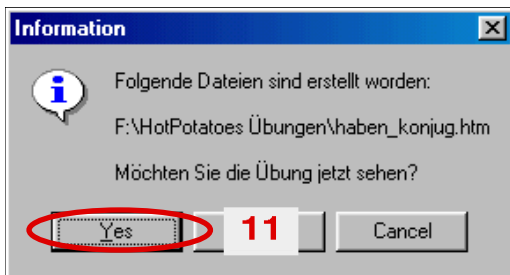 Information
Folgende Dateien sind erstellt worden:
F:\HotPotatoes Übungen\haben_konjug.htm
Möchten Sie die Übung jetzt sehen?
Yes 11 Cancel